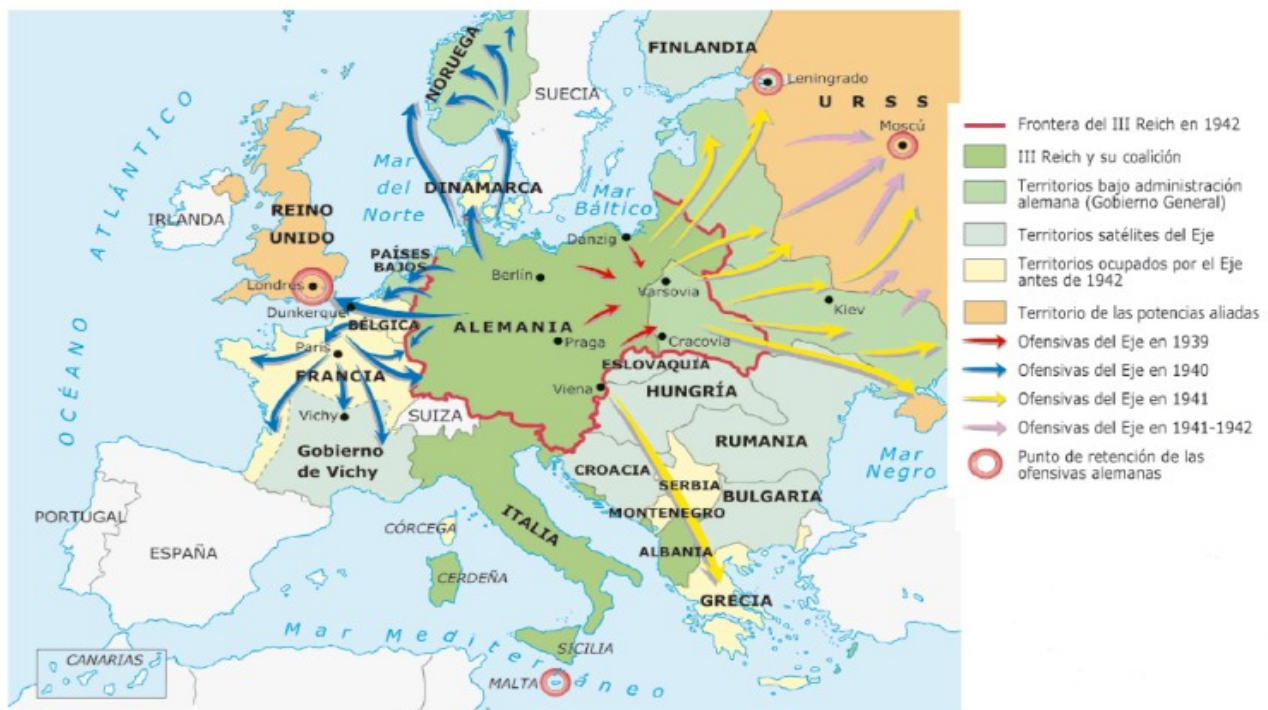 FINLANDIA
NORUEGA
Leningrado
SUECIA
U R S S
Moscú
OCÉANO ATLÁNTICO
Mar
del
Norte
DINAMARCA
Mar
Báltico
IRLANDA
REINO
UNIDO
PAÍSES
BAJOS
Danzig
Berlín
Varsovia
Londres
Dunkerque
BÉLGICA
ALEMANIA
Kiev
Praga
Cracovia
París
FRANCIA
ESLOVAQUÍA
Viena
HUNGRÍA
Vichy
SUIZA
RUMANIA
Gobierno
de Vichy
Mar
Negro
CROACIA
SERBIA
BULGARIA
MONTENEGRO
PORTUGAL
CÓRCEGA
ITALIA
ESPAÑA
ALBANIA
CERDEÑA
GRECIA
Mar Mediterráneo
SICILIA
CANARIAS
MALTA
Frontera del III Reich en 1942
III Reich y su coalición
Territorios bajo administración
alemana (Gobierno General)
Territorios satélites del Eje
Territorios ocupados por el Eje
antes de 1942
Territorio de las potencias aliadas
Ofensivas del Eje en 1939
Ofensivas del Eje en 1940
Ofensivas del Eje en 1941
Ofensivas del Eje en 1941-1942
Punto de retención de las
ofensivas alemanas